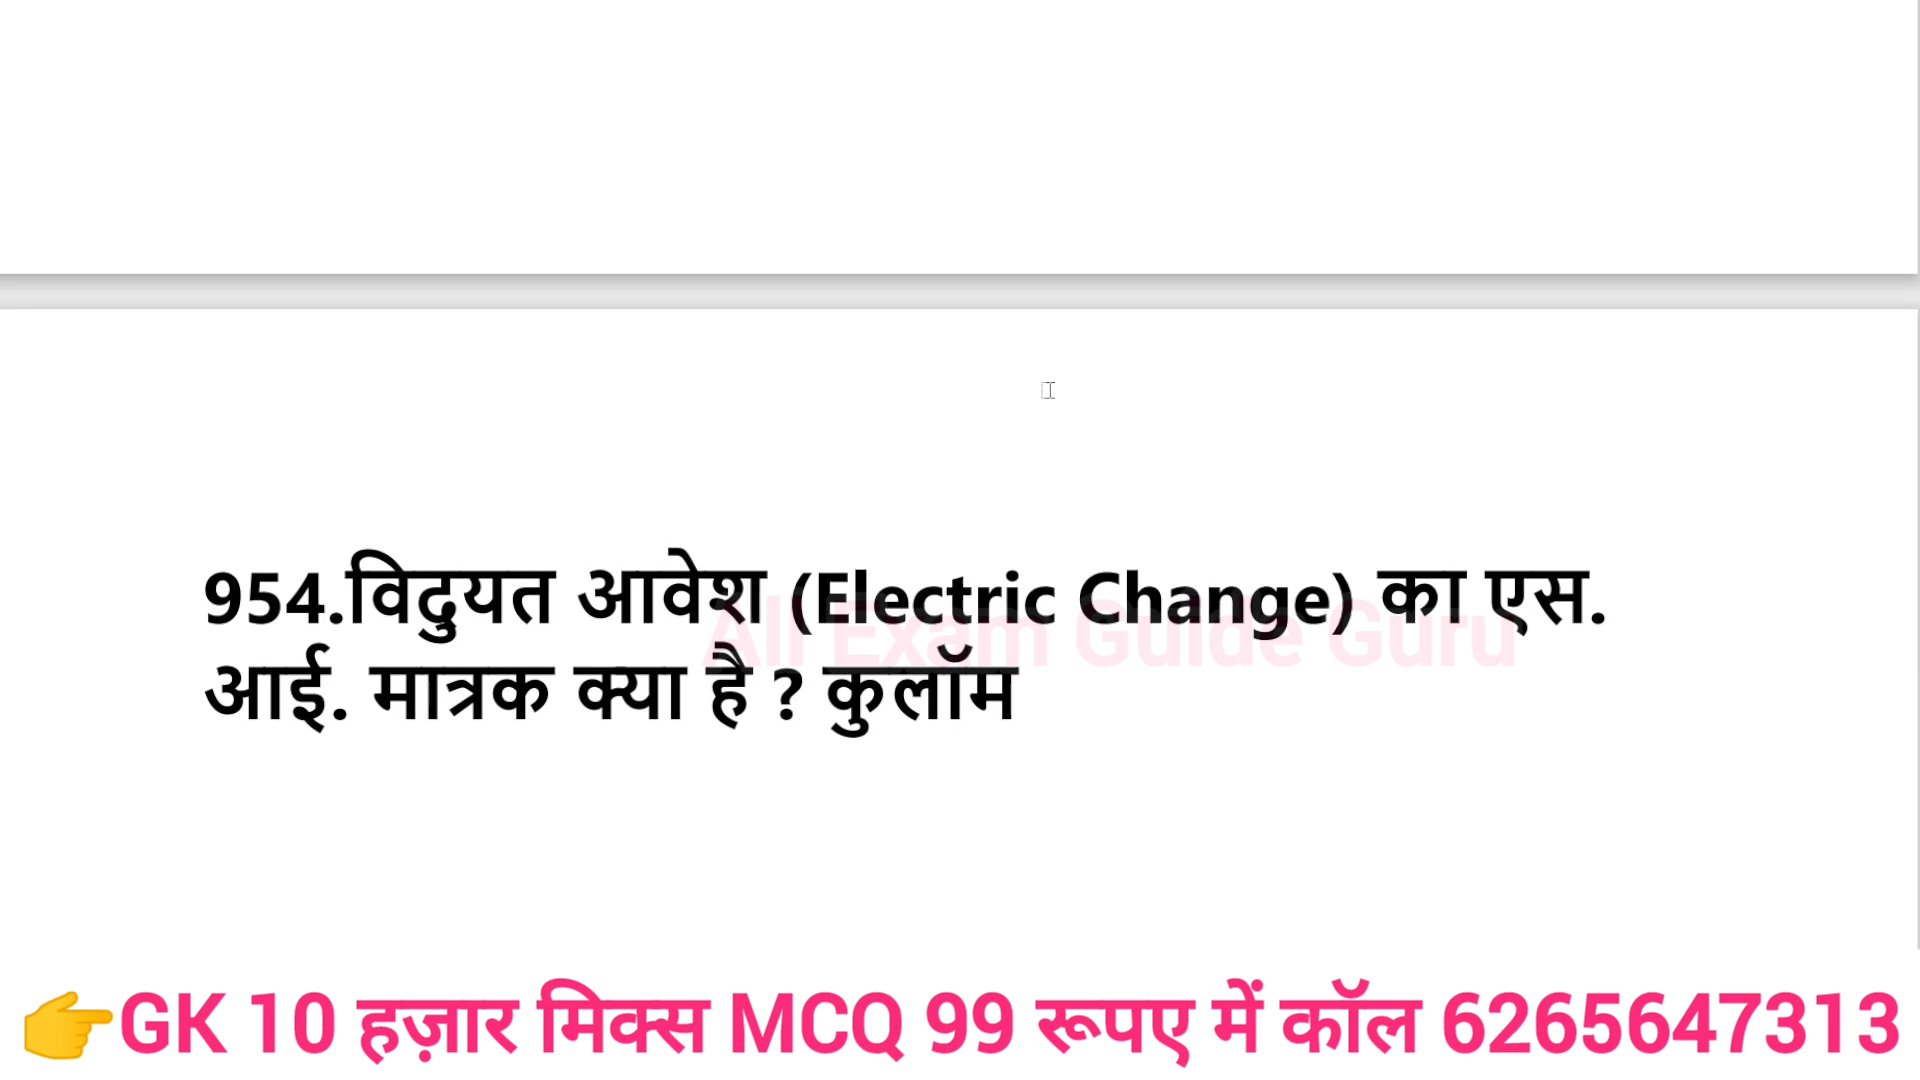 954.विदुयत आवेश (Electric Change) का एस.
आई. मात्रक क्या है ? कुलॉम
All Exam Guide Guru
👉GK 10 हज़ार मिक्स MCQ 99 रूपए में कॉल 6265647313